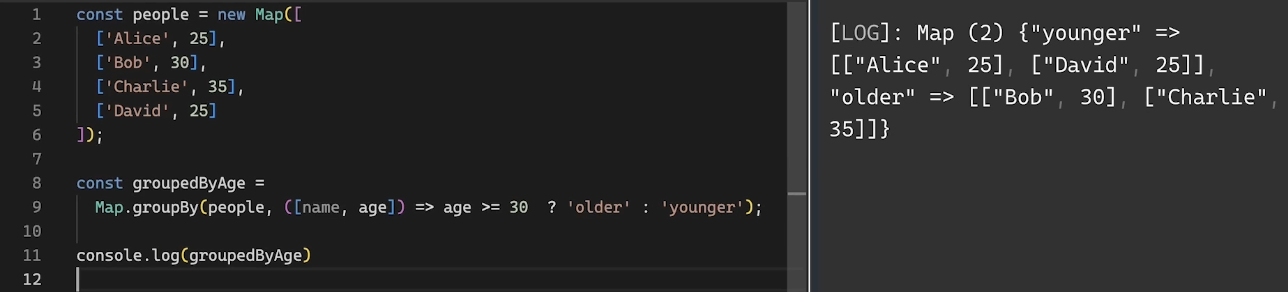 1 const people = new Map([
2 ['Alice', 25],
3 ['Bob', 30],
4 ['Charlie', 35],
5 ['David', 25]
6 ]);
7
8 const groupedByAge =
9 Map.groupBy(people, ([name, age]) => age >= 30  ? 'older' : 'younger');
10
11 console.log(groupedByAge)
12
[LOG]: Map (2) {"younger" =>
[["Alice", 25], ["David", 25]],
"older" => [["Bob", 30], ["Charlie",
35]]}